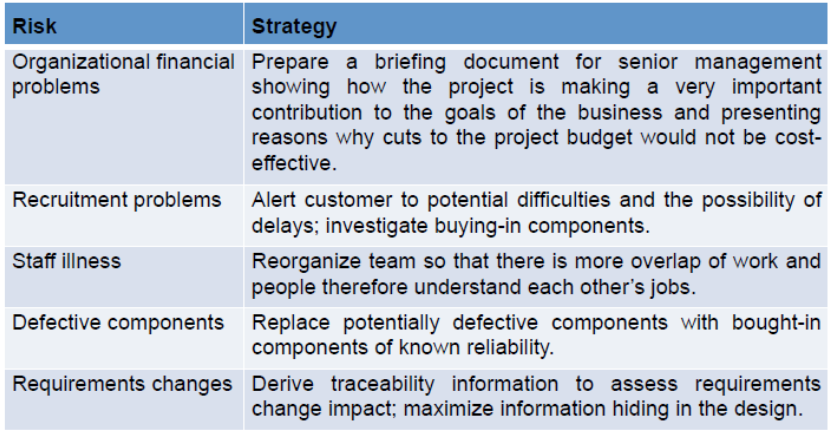 Risk Strategy
Organizational financial problems
Prepare a briefing document for senior management
showing how the project is making a very important
contribution to the goals of the business and presenting
reasons why cuts to the project budget would not be cost-
effective.
Recruitment problems
Alert customer to potential difficulties and the possibility of
delays; investigate buying-in components.
Staff illness
Reorganize team so that there is more overlap of work and
people therefore understand each other's jobs.
Defective components
Replace potentially defective components with bought-in
components of known reliability.
Requirements changes
Derive traceability information to assess requirements
change impact; maximize information hiding in the design.